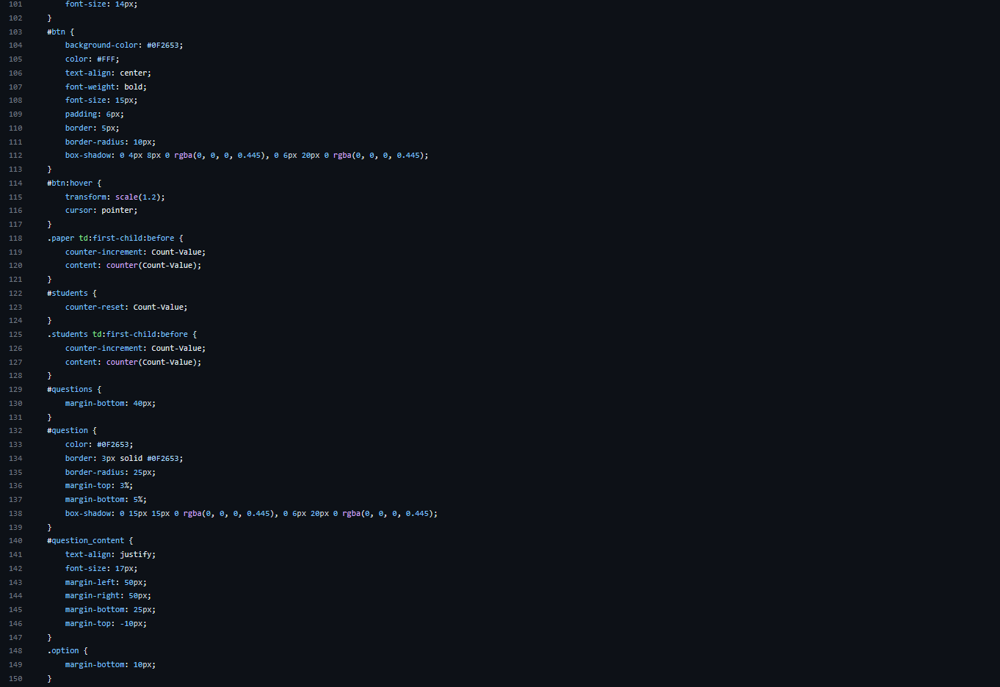 101 font-size: 14px;
102 }
103 #btn {
104 background-color: #0F2653;
105 color: #FFF;
106 text-align: center;
107 font-weight: bold;
108 font-size: 15px;
109 padding: 6px;
110 border: 5px;
111 border-radius: 10px;
112 box-shadow: 0 4px 8px 0 rgba(0, 0, 0, 0.445), 0 6px 20px 0 rgba(0, 0, 0, 0.445);
113 }
114 #btn:hover {
115 transform: scale(1.2);
116 cursor: pointer;
117 }
118 .paper td:first-child:before {
119 counter-increment: Count-Value;
120 content: counter(Count-Value);
121 }
122 #students {
123 counter-reset: Count-Value;
124 }
125 .students td:first-child:before {
126 counter-increment: Count-Value;
127 content: counter(Count-Value);
128 }
129 #questions {
130 margin-bottom: 40px;
131 }
132 #question {
133 color: #0F2653;
134 border: 3px solid #0F2653;
135 border-radius: 25px;
136 margin-top: 3%;
137 margin-bottom: 5%;
138 box-shadow: 0 15px 15px 0 rgba(0, 0, 0, 0.445), 0 6px 20px 0 rgba(0, 0, 0, 0.445);
139 }
140 #question_content {
141 text-align: justify;
142 font-size: 17px;
143 margin-left: 50px;
144 margin-right: 50px;
145 margin-bottom: 25px;
146 margin-top: -10px;
147 }
148 .option {
149 margin-bottom: 10px;
150 }